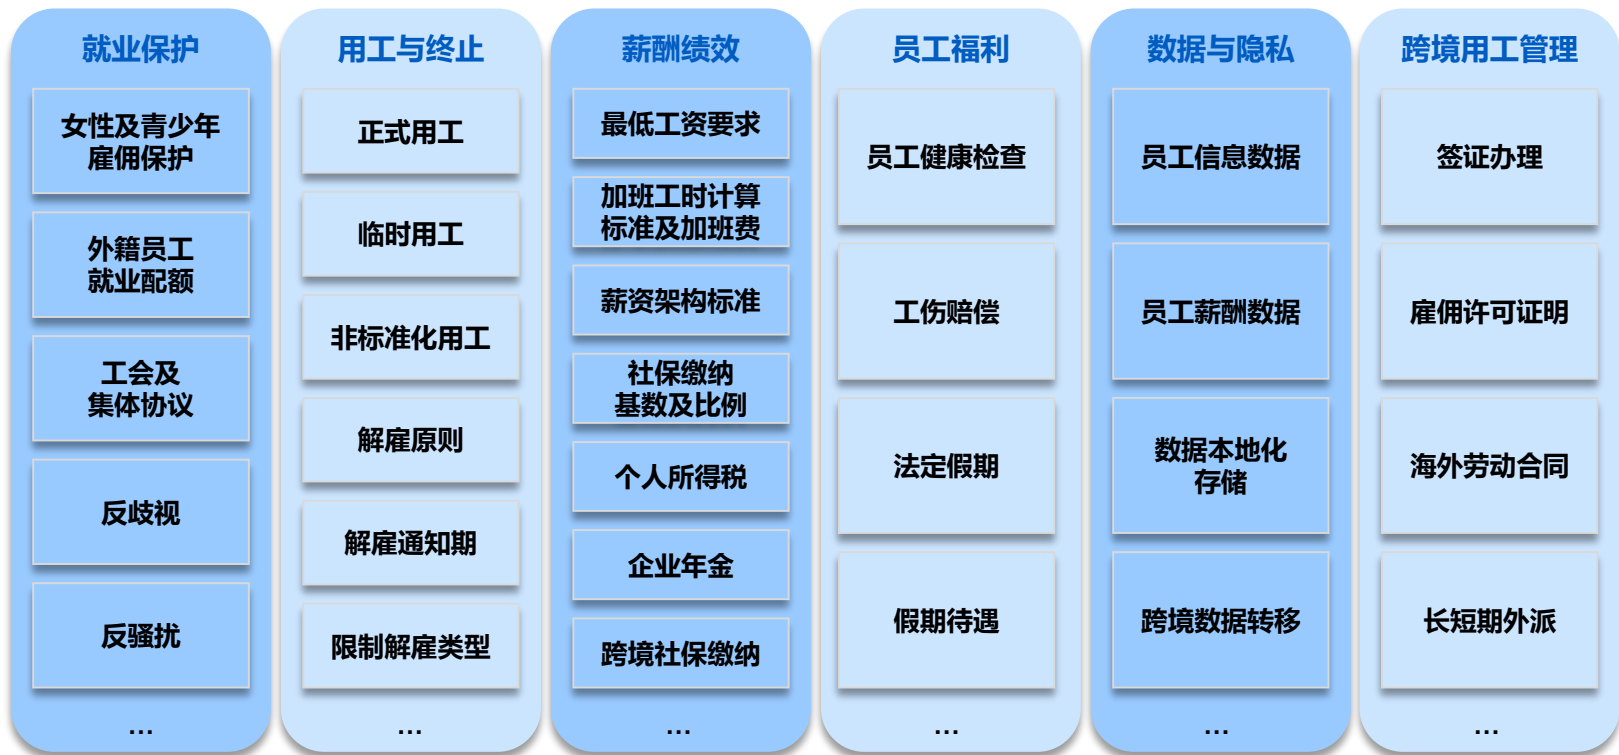 就业保护
女性及青少年
雇佣保护
外籍员工
就业配额
工会及
集体协议
反歧视
反骚扰
...
用工与终止
正式用工
临时用工
非标准化用工
解雇原则
解雇通知期
限制解雇类型
...
薪酬绩效
最低工资要求
加班工时计算
标准及加班费
薪资架构标准
社保缴纳
基数及比例
个人所得税
企业年金
跨境社保缴纳
...
员工福利
员工健康检查
工伤赔偿
法定假期
假期待遇
...
数据与隐私
员工信息数据
员工薪酬数据
数据本地化
存储
跨境数据转移
...
跨境用工管理
签证办理
雇佣许可证明
海外劳动合同
长短期外派
...